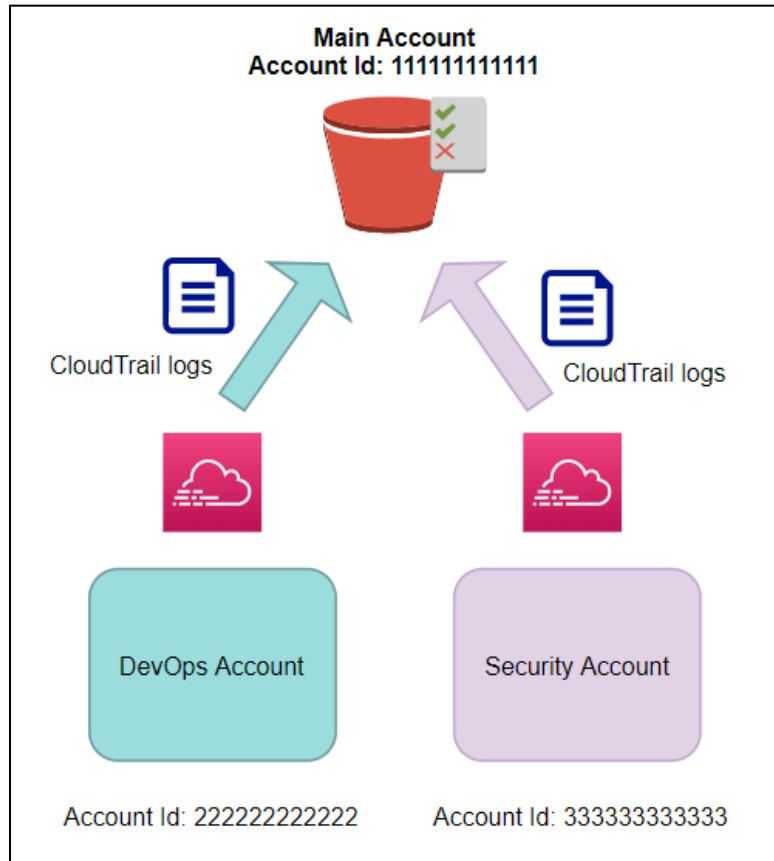 Main Account
Account Id: 111111111111
CloudTrail logs
CloudTrail logs
DevOps Account
Security Account
Account Id: 222222222222
Account Id: 333333333333